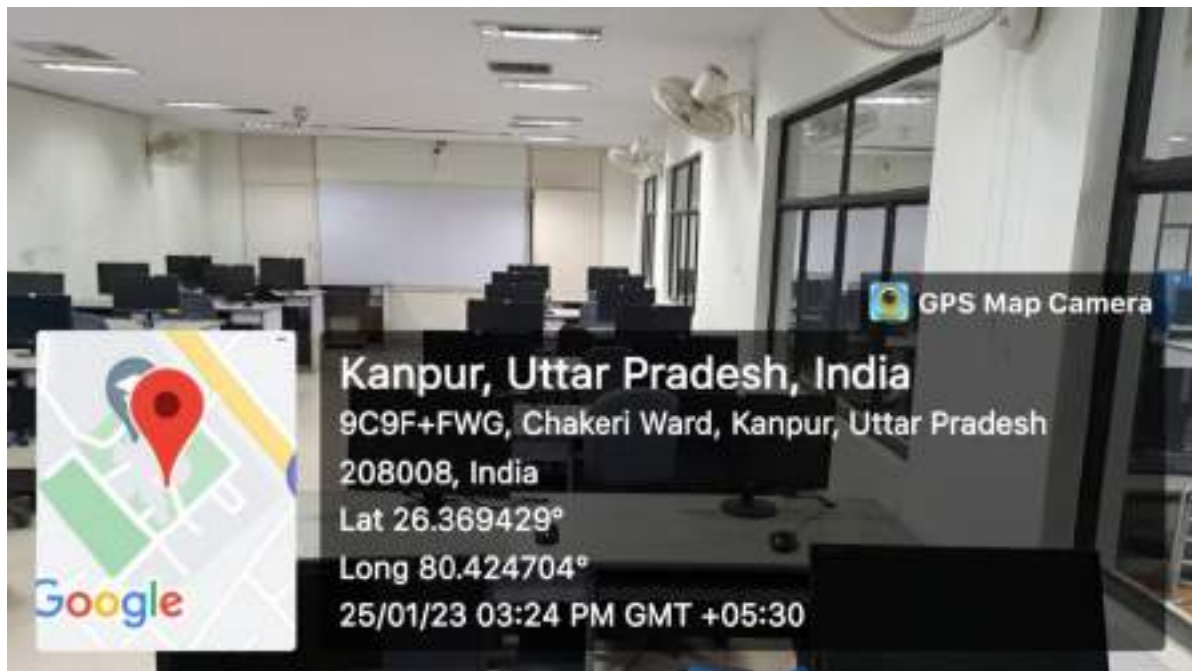 GPS Map Camera
Kanpur, Uttar Pradesh, India
9C9F+FWG, Chakeri Ward, Kanpur, Uttar Pradesh
208008, India
Lat 26.369429°
Long 80.424704°
25/01/23 03:24 PM GMT +05:30
Google